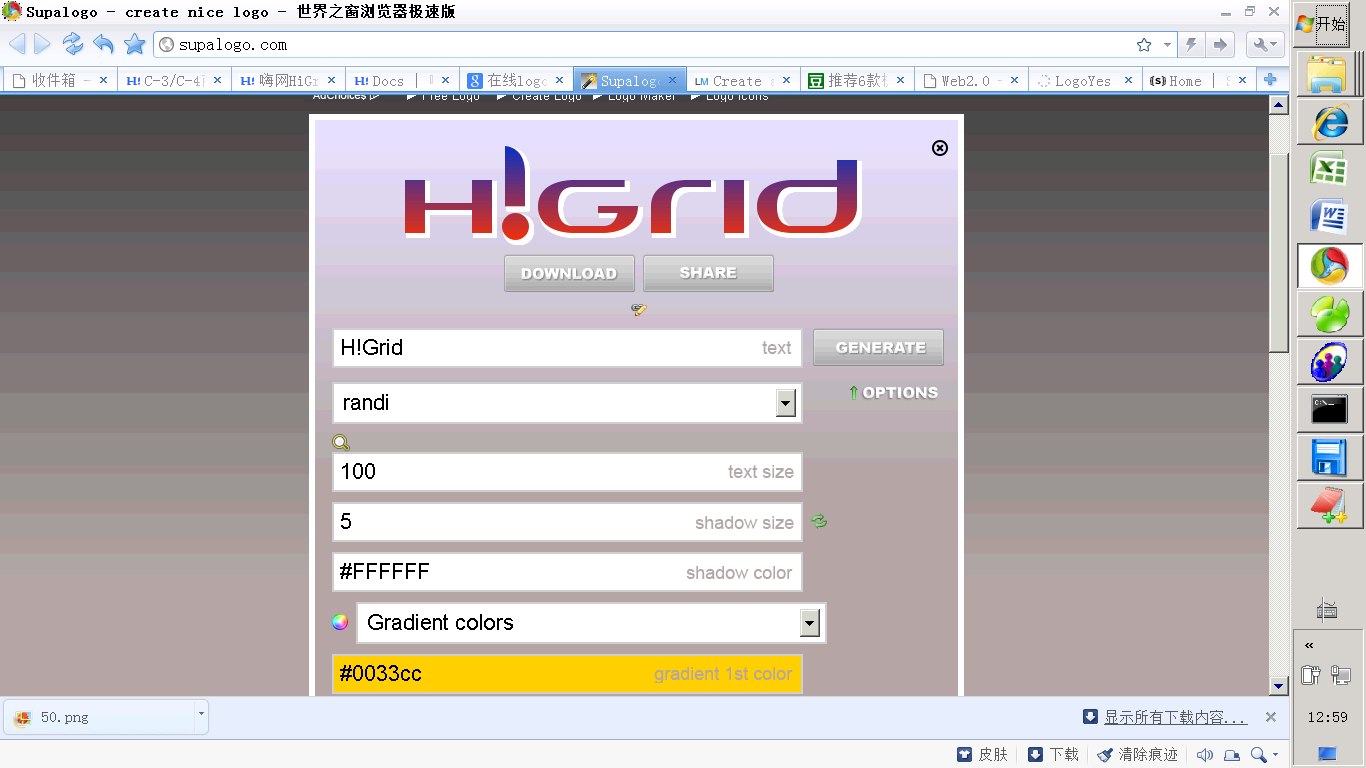 Supalogo - create nice logo - 世界之窗浏览器极速版
开始
supalogo.com
收件箱 -
H! C-3/C-4
H! 嗨网HiGr
H! Docs |
在线logo
Supalog
LM Create
豆 推荐6款
Web2.0 -
LogoYes
(s) Home | S
AdChoices
Free Logo
Create Logo
Logo Maker
Logo Icons
H!Grid
DOWNLOAD
SHARE
H!Grid text
GENERATE
randi
OPTIONS
100 text size
5 shadow size
#FFFFFF shadow color
Gradient colors
#0033cc gradient 1st color
50.png
显示所有下载内容...
12:59
皮肤
下载
清除痕迹